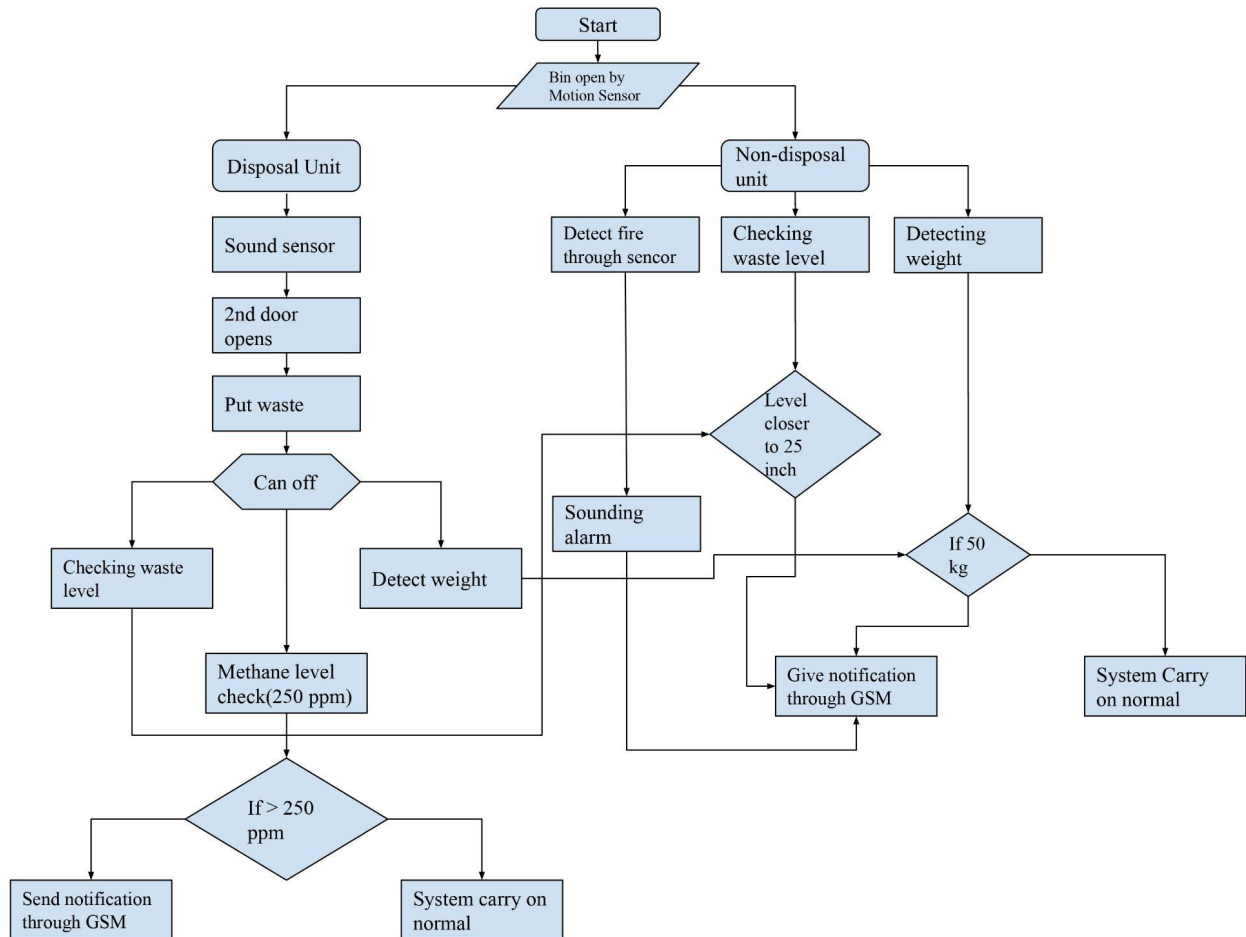 Start
Bin open by
Motion Sensor
Disposal Unit
Non-disposal
unit
Sound sensor
Detect fire
through sencor
Checking
waste level
Detecting
weight
2nd door
opens
Put waste
Level
closer
to 25
inch
Can off
Sounding
alarm
If 50
kg
Checking waste
level
Detect weight
Methane level
check(250 ppm)
Give notification
through GSM
System Carry
on normal
If > 250
ppm
Send notification
through GSM
System carry on
normal